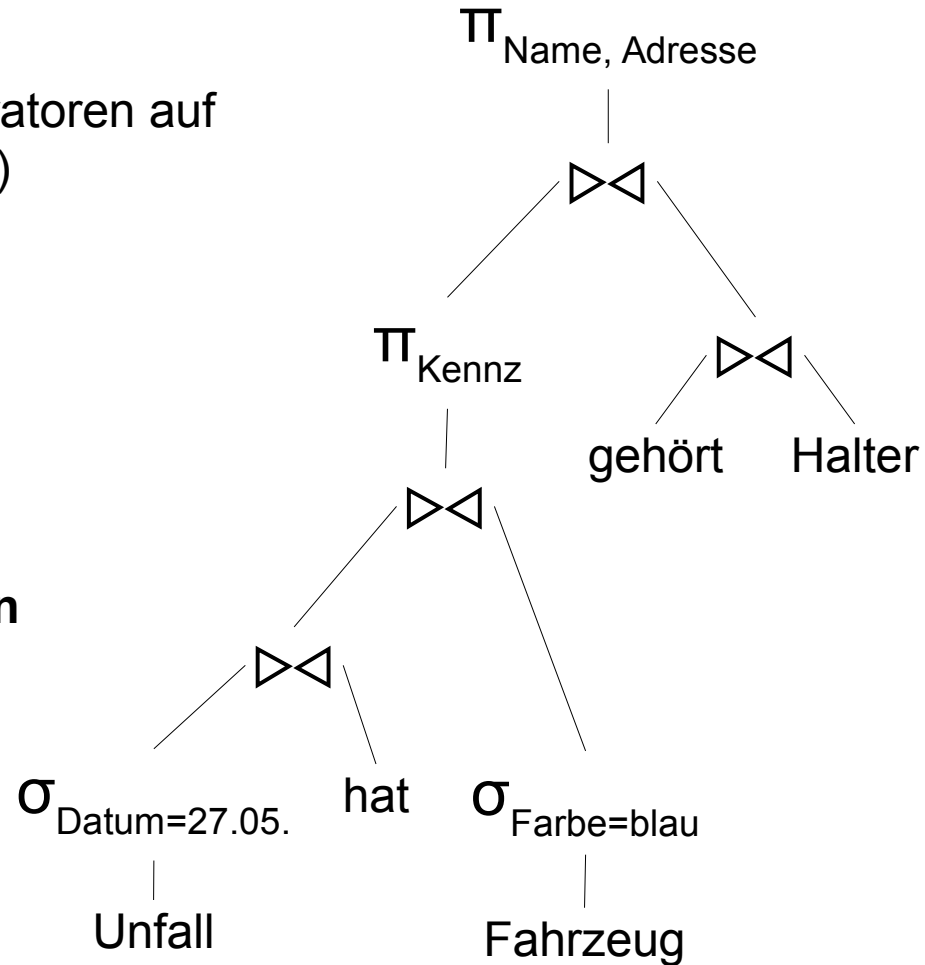 π Name, Adresse
atoren auf
)
⋈
π Kennz
⋈
gehört Halter
⋈
n
⋈
σ Datum=27.05. hat σ Farbe=blau
Unfall Fahrzeug